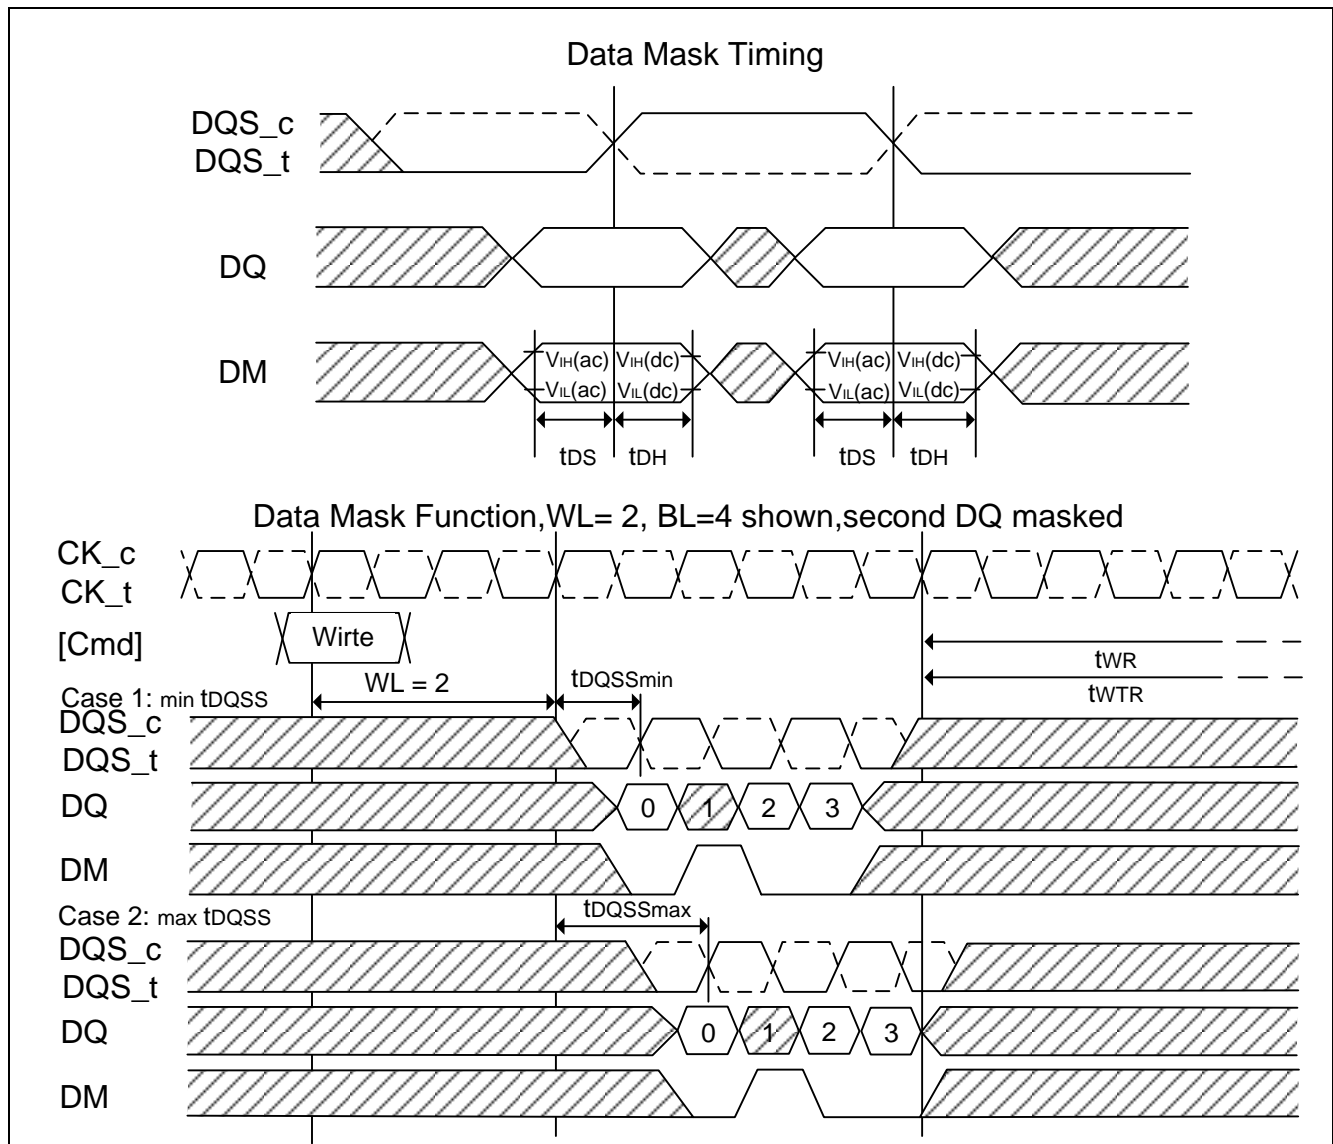 Data Mask Timing
DQS_c
DQS_t
DQ
DM
VIH(ac) VIH(dc) VIH(ac) VIH(dc)
VIL(ac) VIL(dc) VIL(ac) VIL(dc)
tDS tDH tDS tDH
Data Mask Function,WL= 2, BL=4 shown,second DQ masked
CK_c
CK_t
[Cmd] Wirte
tWR
WL = 2 tDQSSmin
tWTR
Case 1: min tDQSS
DQS_c
DQS_t
DQ 0 1 2 3
DM
Case 2: max tDQSS tDQSSmax
DQS_c
DQS_t
DQ 0 1 2 3
DM